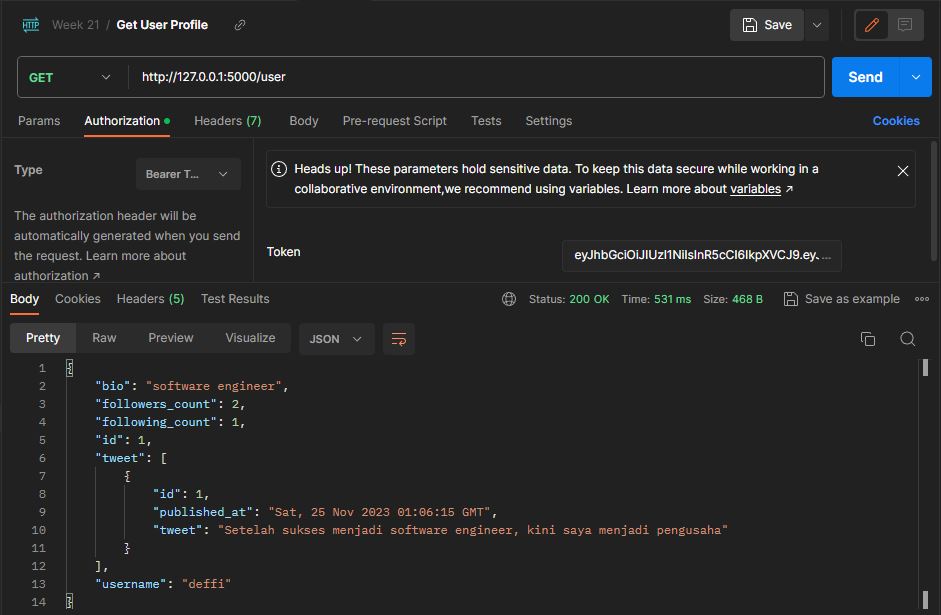 HTTP Week 21 / Get User Profile Save
GET http://127.0.0.1:5000/user Send
Params Authorization Headers (7) Body Pre-request Script Tests Settings Cookies
Type Bearer T...
The authorization header will be
automatically generated when you send
the request. Learn more about
authorization ↗
Heads up! These parameters hold sensitive data. To keep this data secure while working in a
collaborative environment,we recommend using variables. Learn more about variables ↗
Token eyJhbGciOiJIUzI1NiIsInR5cCI6IkpXVCJ9.eyJ...
Body Cookies Headers (5) Test Results Status: 200 OK Time: 531 ms Size: 468 B Save as example
Pretty Raw Preview Visualize JSON
1 {
2 "bio": "software engineer",
3 "followers_count": 2,
4 "following_count": 1,
5 "id": 1,
6 "tweet": [
7 {
8 "id": 1,
9 "published_at": "Sat, 25 Nov 2023 01:06:15 GMT",
10 "tweet": "Setelah sukses menjadi software engineer, kini saya menjadi pengusaha"
11 }
12 ],
13 "username": "deffi"
14 }